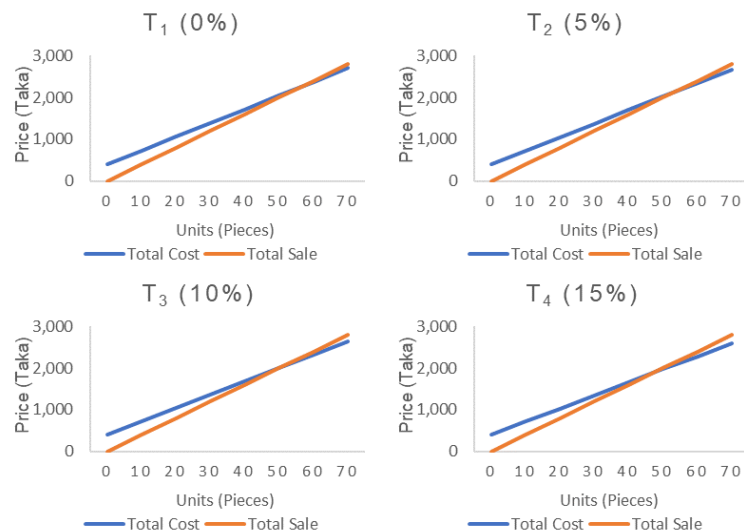 T₁ (0%)
Price (Taka)
3,000
2,000
1,000
0
0 10 20 30 40 50 60 70
Units (Pieces)
Total Cost Total Sale
T₂ (5%)
Price (Taka)
3,000
2,000
1,000
0
0 10 20 30 40 50 60 70
Units (Pieces)
Total Cost Total Sale
T₃ (10%)
Price (Taka)
3,000
2,000
1,000
0
0 10 20 30 40 50 60 70
Units (Pieces)
Total Cost Total Sale
T₄ (15%)
Price (Taka)
3,000
2,000
1,000
0
0 10 20 30 40 50 60 70
Units (Pieces)
Total Cost Total Sale